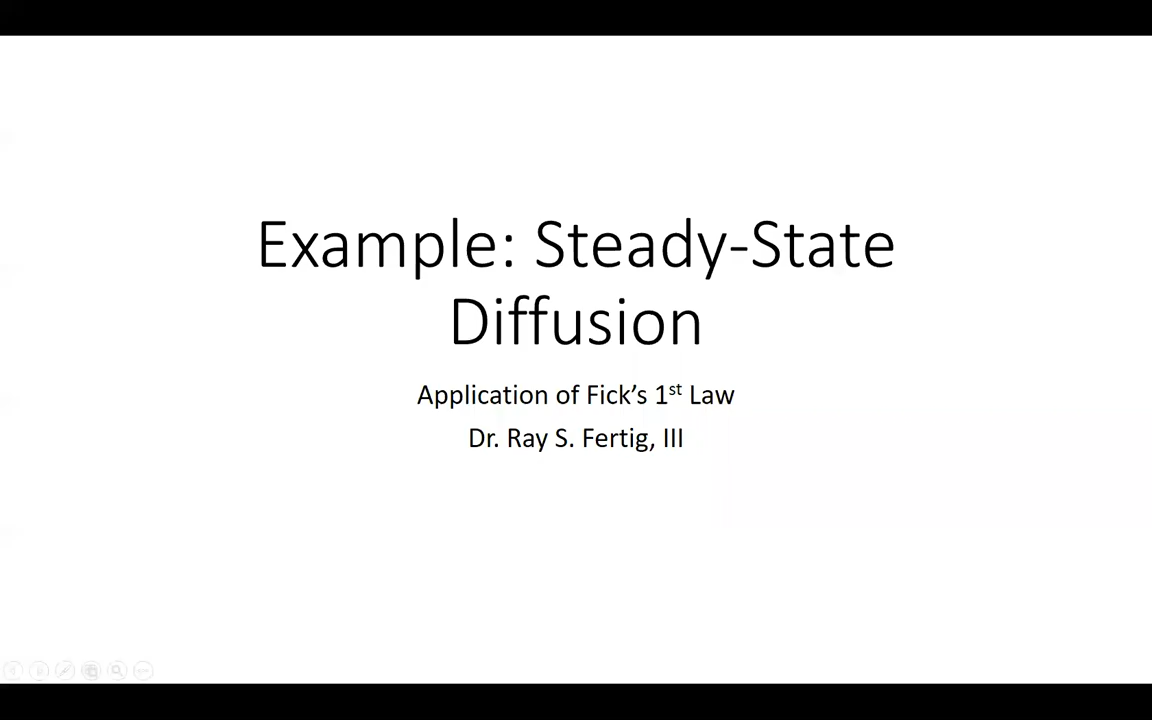 Example: Steady-State
Diffusion
Application of Fick’s 1st Law
Dr. Ray S. Fertig, III